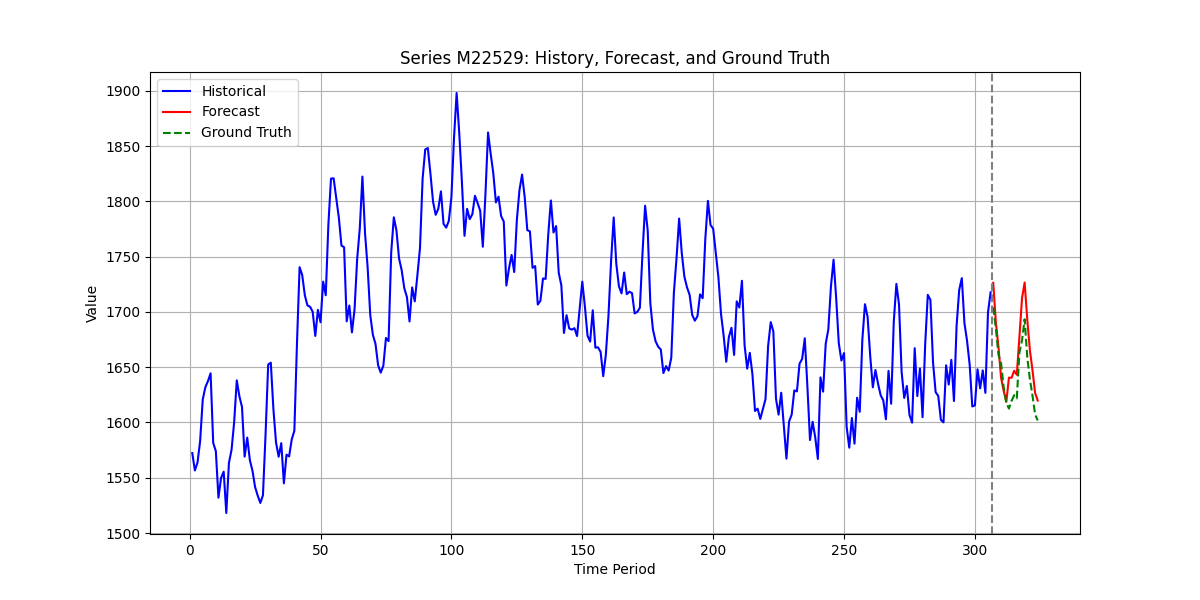 Series M22529: History, Forecast, and Ground Truth
Historical
Forecast
Ground Truth
1900
1850
1800
1750
1700
1650
1600
1550
1500
Value
0 50 100 150 200 250 300
Time Period